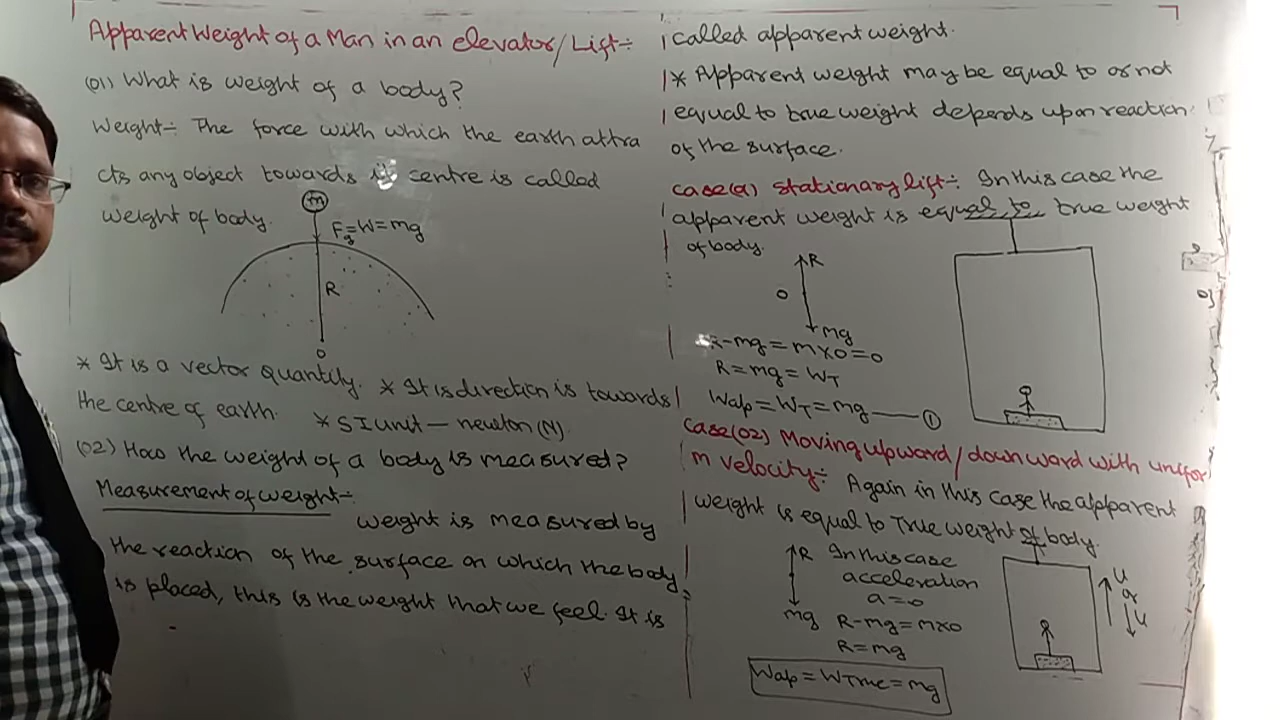 Apparent Weight of a Man in an elevator/Lift÷
(01) What is weight of a body?
Weight÷ The force with which the earth attra
cts any object towards it centre is called
weight of body.
m
Fg=W=mg
R
O
* It is a vector quantity. * It is direction is towards
the centre of earth. * SI unit — newton (N)
(02) How the weight of a body is measured?
Measurement of weight÷
weight is measured by
the reaction of the surface on which the body
is placed, this is the weight that we feel. It is
called apparent weight.
* Apparent weight may be equal to or not
equal to true weight depends upon reaction
of the surface.
case(a) stationary lift÷ In this case the
apparent weight is equal to true weight
of body.
R
O
mg
R-mg = m×0=0
R=mg=WT
Wap=WT=mg — ①
case(02) Moving upward/downward with unifor
m velocity÷ Again in this case the apparent
weight is equal to True weight of body.
R
mg
In this case
acceleration
a=0
R-mg=m×0
R=mg
Wap=WTrue=mg
u
or
u